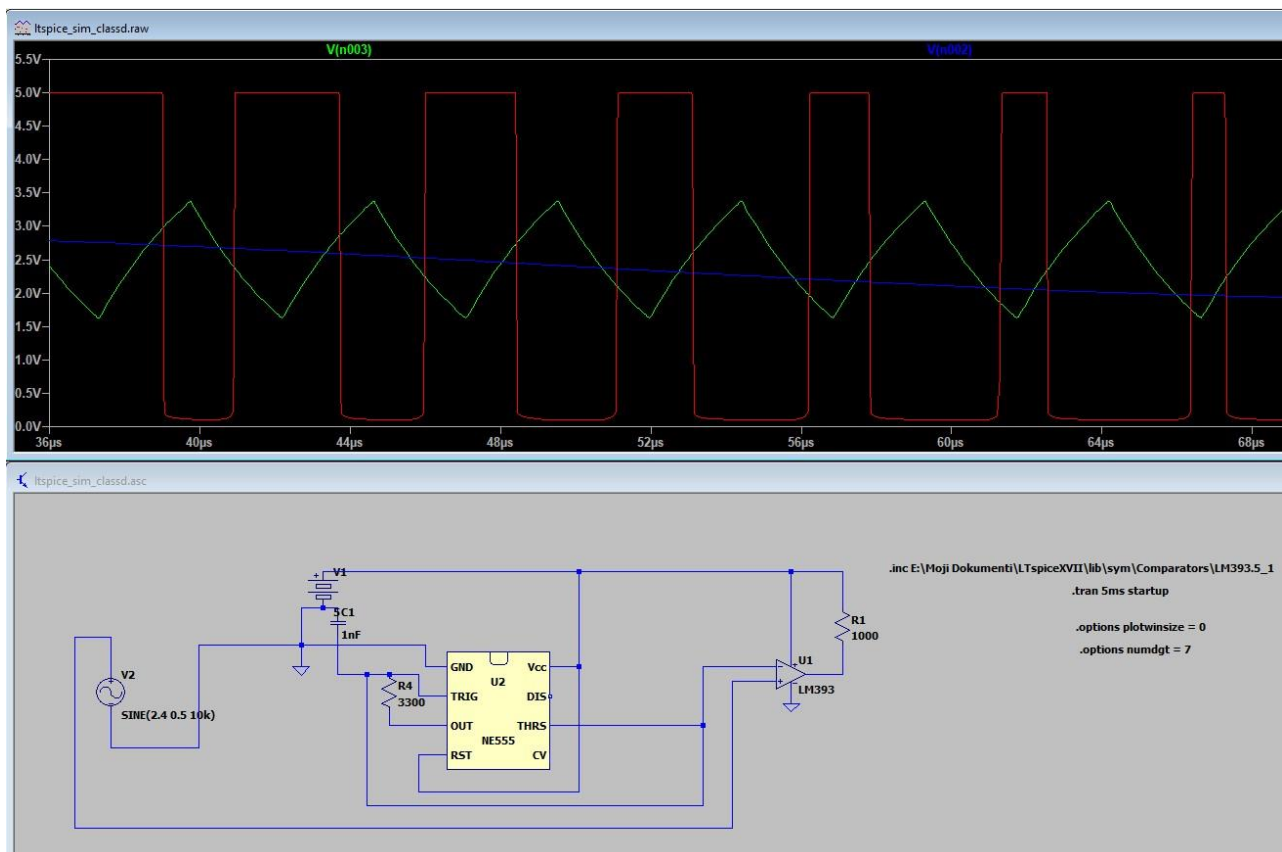 ltspice_sim_classd.raw
V(n003) V(n002)
5.5V
5.0V
4.5V
4.0V
3.5V
3.0V
2.5V
2.0V
1.5V
1.0V
0.5V
0.0V
36µs 40µs 44µs 48µs 52µs 56µs 60µs 64µs 68µs
ltspice_sim_classd.asc
V1
5
C1
1nF
V2
SINE(2.4 0.5 10k)
R4
3300
GND Vcc
U2
TRIG DIS
OUT THRS
NE555
RST CV
U1
LM393
R1
1000
.inc E:\Moji Dokumenti\LTspiceXVII\lib\sym\Comparators\LM393.5_1
.tran 5ms startup
.options plotwinsize = 0
.options numdgt = 7